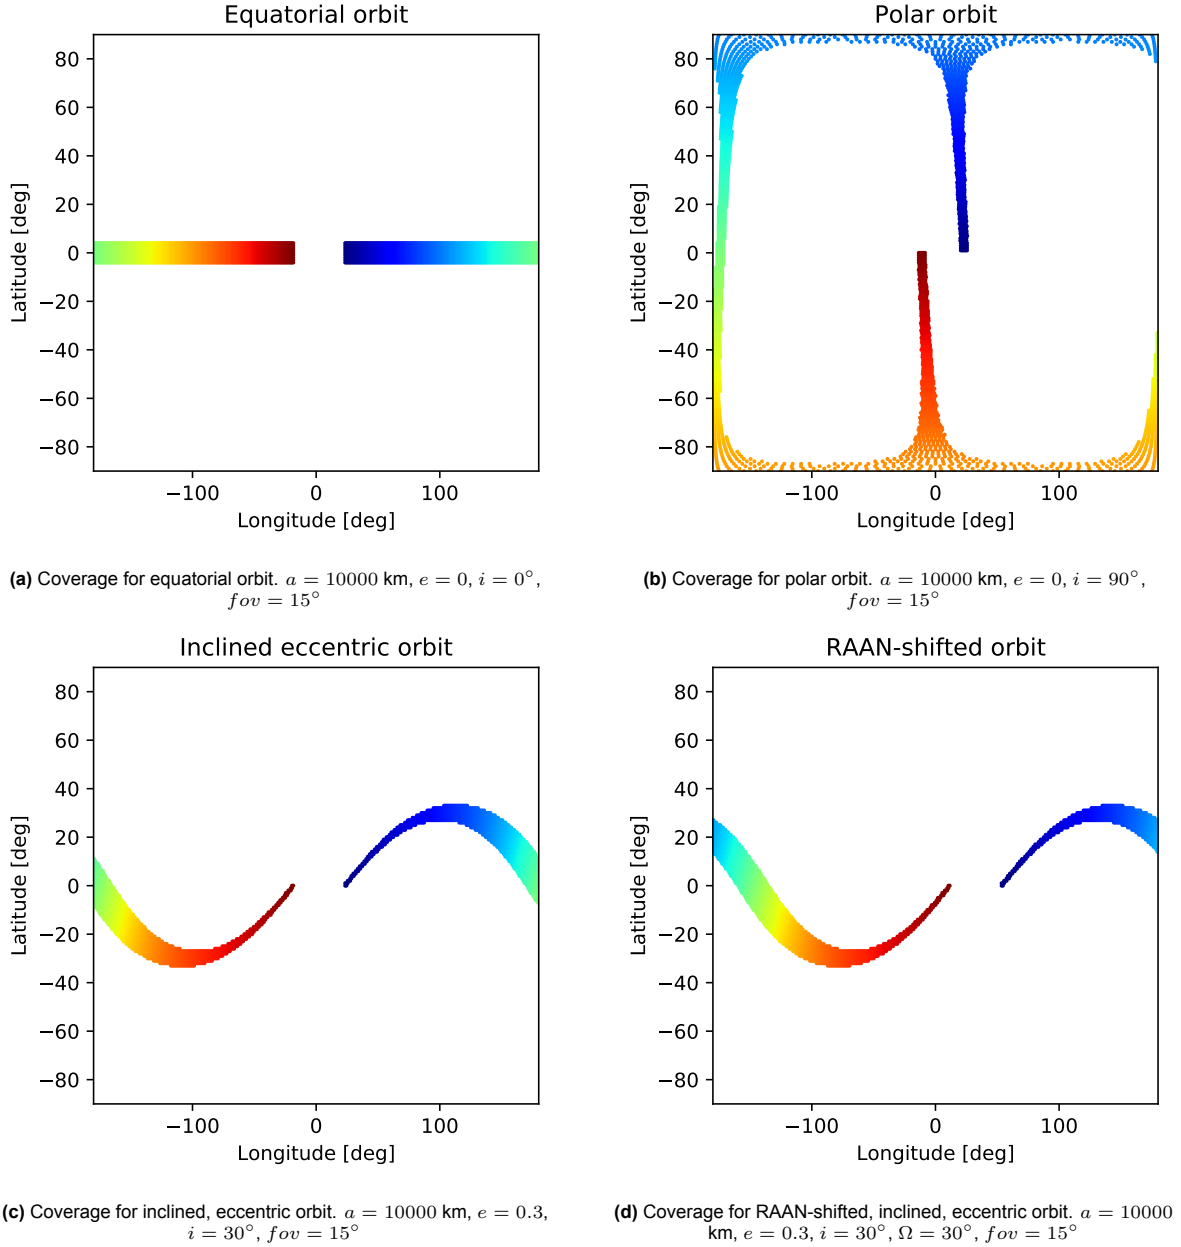 Equatorial orbit
80
60
40
20
0
−20
−40
−60
−80
Latitude [deg]
−100 0 100
Longitude [deg]
(a) Coverage for equatorial orbit. a = 10000 km, e = 0, i = 0°,
fov = 15°
Polar orbit
80
60
40
20
0
−20
−40
−60
−80
Latitude [deg]
−100 0 100
Longitude [deg]
(b) Coverage for polar orbit. a = 10000 km, e = 0, i = 90°,
fov = 15°
Inclined eccentric orbit
80
60
40
20
0
−20
−40
−60
−80
Latitude [deg]
−100 0 100
Longitude [deg]
(c) Coverage for inclined, eccentric orbit. a = 10000 km, e = 0.3,
i = 30°, fov = 15°
RAAN-shifted orbit
80
60
40
20
0
−20
−40
−60
−80
Latitude [deg]
−100 0 100
Longitude [deg]
(d) Coverage for RAAN-shifted, inclined, eccentric orbit. a = 10000
km, e = 0.3, i = 30°, Ω = 30°, fov = 15°